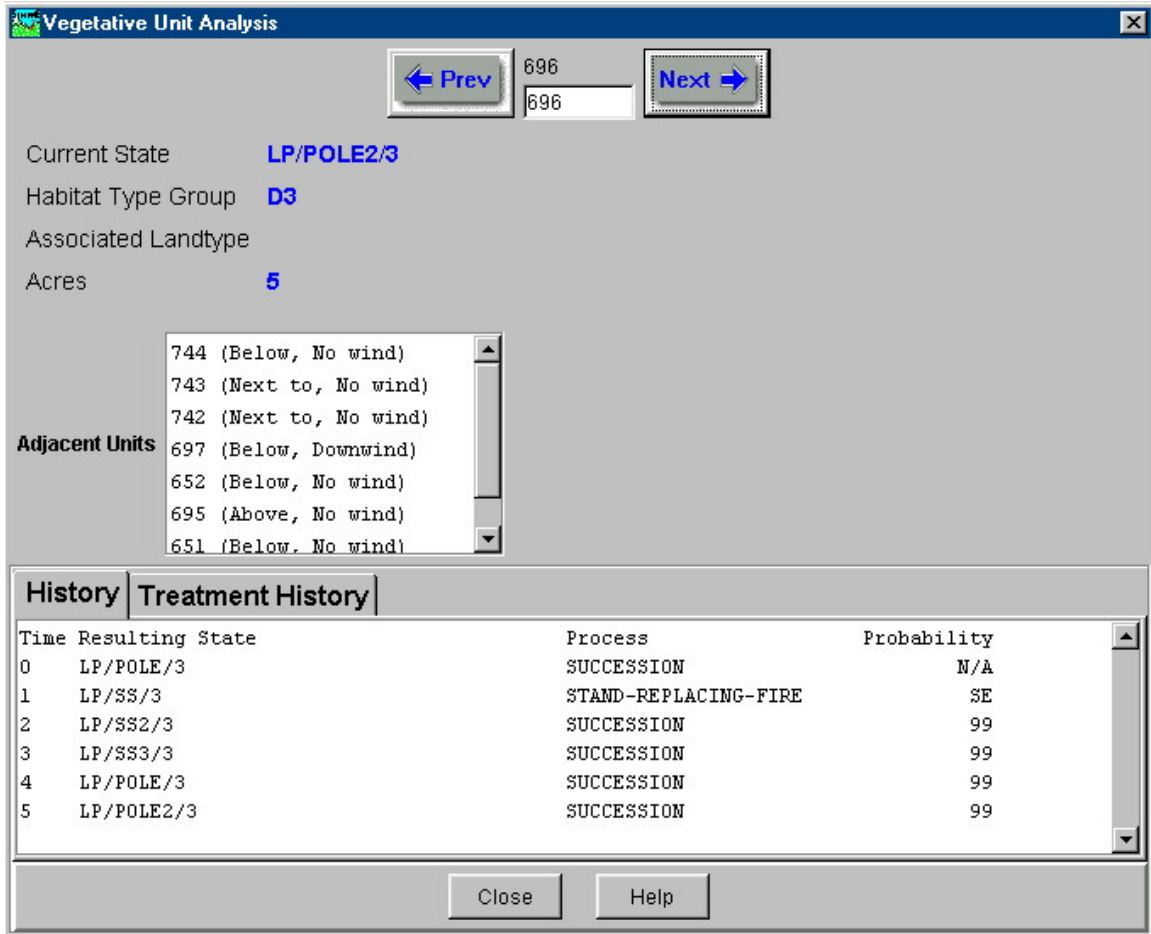 Vegetative Unit Analysis
Prev
696
696
Next
Current State LP/POLE2/3
Habitat Type Group D3
Associated Landtype
Acres 5
Adjacent Units
744 (Below, No wind)
743 (Next to, No wind)
742 (Next to, No wind)
697 (Below, Downwind)
652 (Below, No wind)
695 (Above, No wind)
651 (Below, No wind)
History Treatment History
Time Resulting State Process Probability
0 LP/POLE/3 SUCCESSION N/A
1 LP/SS/3 STAND-REPLACING-FIRE SE
2 LP/SS2/3 SUCCESSION 99
3 LP/SS3/3 SUCCESSION 99
4 LP/POLE/3 SUCCESSION 99
5 LP/POLE2/3 SUCCESSION 99
Close Help